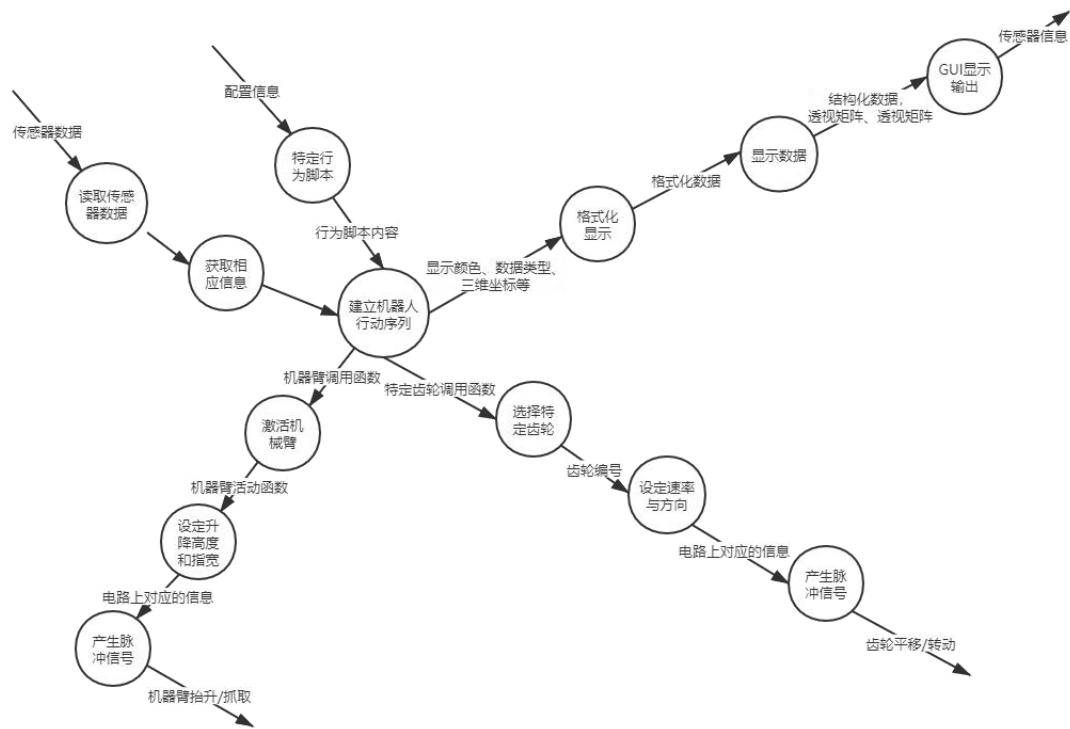 传感器信息
GUI显示
输出
结构化数据，
透视矩阵、透视矩阵
配置信息
传感器数据
特定行
为脚本
显示数据
格式化数据
读取传感
器数据
格式化
显示
行为脚本内容
获取相
应信息
显示颜色、数据类型、
三维坐标等
建立机器人
行动序列
机器臂调用函数
特定齿轮调用函数
激活机
械臂
选择特
定齿轮
齿轮编号
机器臂活动函数
设定速率
与方向
设定升
降高度
和指宽
电路上对应的信息
电路上对应的信息
产生脉
冲信号
产生脉
冲信号
齿轮平移/转动
机器臂抬升/抓取